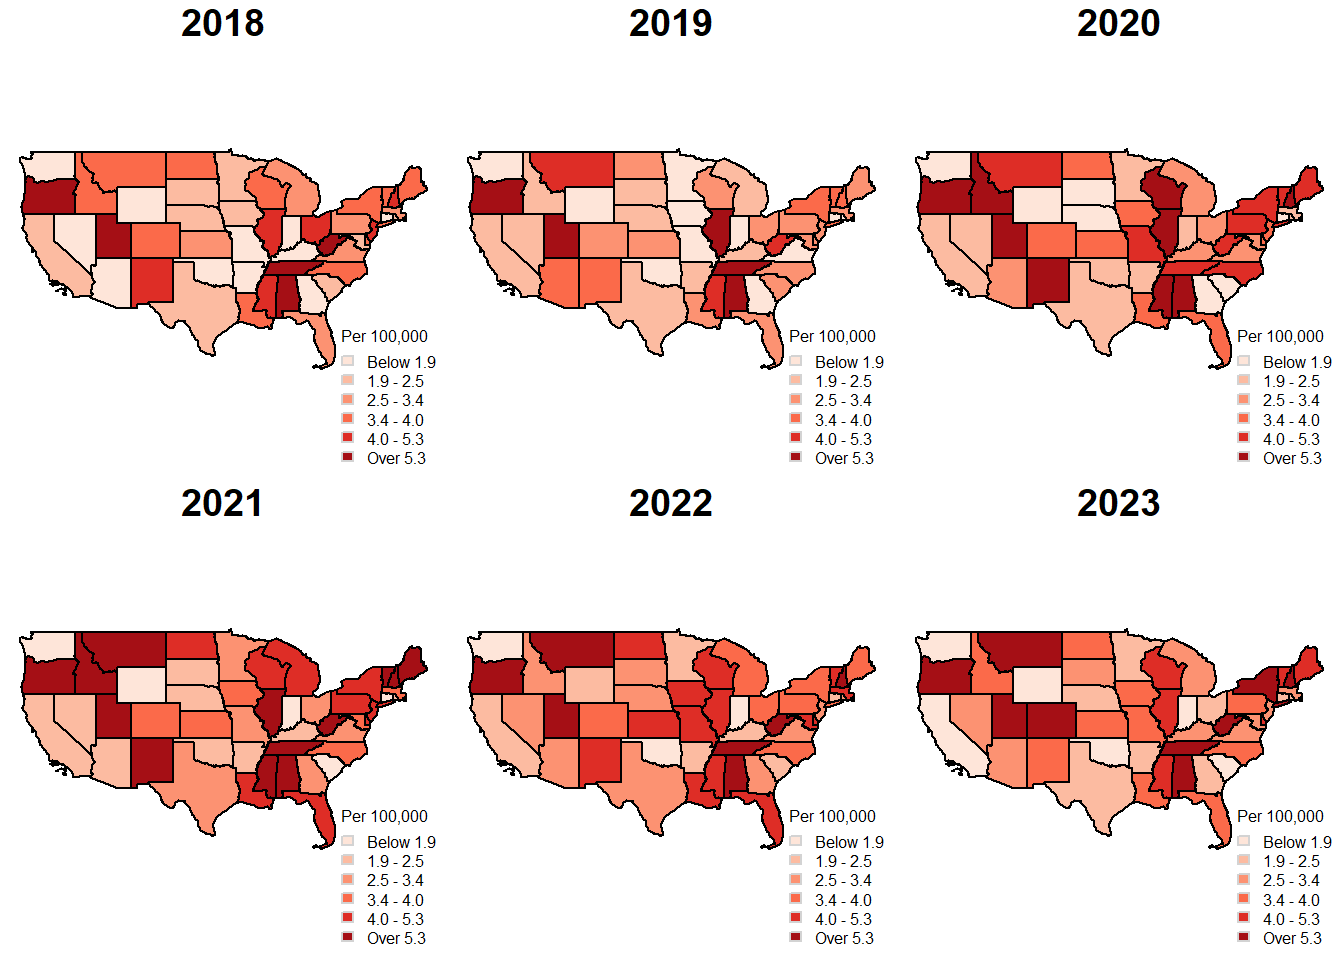 2018
2019
2020
Per 100,000
Below 1.9
1.9 - 2.5
2.5 - 3.4
3.4 - 4.0
4.0 - 5.3
Over 5.3
Per 100,000
Below 1.9
1.9 - 2.5
2.5 - 3.4
3.4 - 4.0
4.0 - 5.3
Over 5.3
Per 100,000
Below 1.9
1.9 - 2.5
2.5 - 3.4
3.4 - 4.0
4.0 - 5.3
Over 5.3
2021
2022
2023
Per 100,000
Below 1.9
1.9 - 2.5
2.5 - 3.4
3.4 - 4.0
4.0 - 5.3
Over 5.3
Per 100,000
Below 1.9
1.9 - 2.5
2.5 - 3.4
3.4 - 4.0
4.0 - 5.3
Over 5.3
Per 100,000
Below 1.9
1.9 - 2.5
2.5 - 3.4
3.4 - 4.0
4.0 - 5.3
Over 5.3